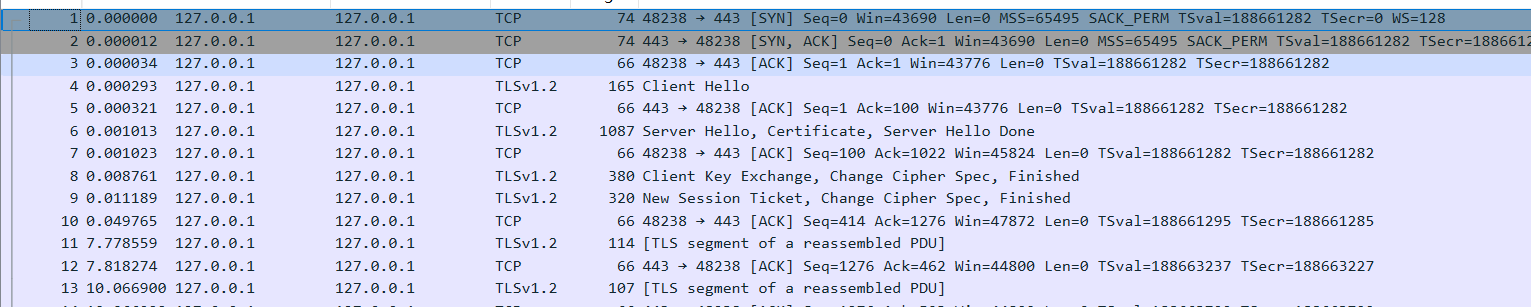 1 0.000000 127.0.0.1 127.0.0.1 TCP 74 48238 → 443 [SYN] Seq=0 Win=43690 Len=0 MSS=65495 SACK_PERM TSval=188661282 TSecr=0 WS=128
2 0.000012 127.0.0.1 127.0.0.1 TCP 74 443 → 48238 [SYN, ACK] Seq=0 Ack=1 Win=43690 Len=0 MSS=65495 SACK_PERM TSval=188661282 TSecr=188661
3 0.000034 127.0.0.1 127.0.0.1 TCP 66 48238 → 443 [ACK] Seq=1 Ack=1 Win=43776 Len=0 TSval=188661282 TSecr=188661282
4 0.000293 127.0.0.1 127.0.0.1 TLSv1.2 165 Client Hello
5 0.000321 127.0.0.1 127.0.0.1 TCP 66 443 → 48238 [ACK] Seq=1 Ack=100 Win=43776 Len=0 TSval=188661282 TSecr=188661282
6 0.001013 127.0.0.1 127.0.0.1 TLSv1.2 1087 Server Hello, Certificate, Server Hello Done
7 0.001023 127.0.0.1 127.0.0.1 TCP 66 48238 → 443 [ACK] Seq=100 Ack=1022 Win=45824 Len=0 TSval=188661282 TSecr=188661282
8 0.008761 127.0.0.1 127.0.0.1 TLSv1.2 380 Client Key Exchange, Change Cipher Spec, Finished
9 0.011189 127.0.0.1 127.0.0.1 TLSv1.2 320 New Session Ticket, Change Cipher Spec, Finished
10 0.049765 127.0.0.1 127.0.0.1 TCP 66 48238 → 443 [ACK] Seq=414 Ack=1276 Win=47872 Len=0 TSval=188661295 TSecr=188661285
11 7.778559 127.0.0.1 127.0.0.1 TLSv1.2 114 [TLS segment of a reassembled PDU]
12 7.818274 127.0.0.1 127.0.0.1 TCP 66 443 → 48238 [ACK] Seq=1276 Ack=462 Win=44800 Len=0 TSval=188663237 TSecr=188663227
13 10.066900 127.0.0.1 127.0.0.1 TLSv1.2 107 [TLS segment of a reassembled PDU]